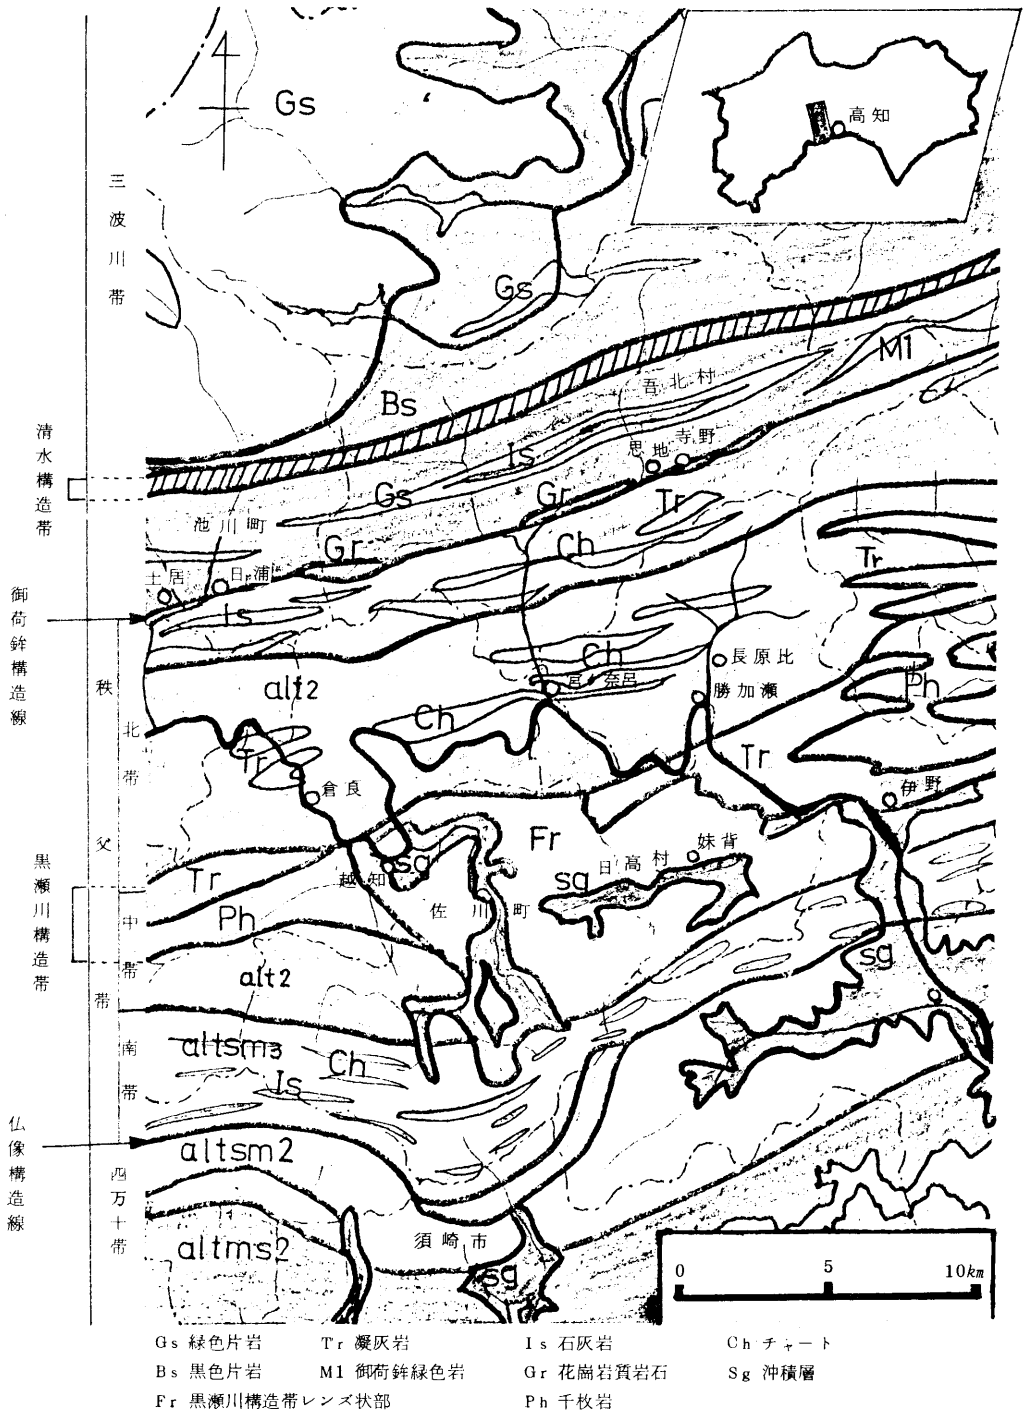 Gs
高知
三波川帯
Gs
Ml
Bs
吾北村
清水構造帯
Is
思地
寺野
Gs
Gr
Tr
池川町
Gr
Ch
Tr
土居
日浦
御荷鉾構造線
Is
秩父帯
Ch
長原比
宮ノ奈呂
alt2
勝加瀬
Ph
北帯
Ch
Tr
Tr
倉良
伊野
Fr
妹背
日高村
黒瀬川構造帯
sg
越知
Tr
sg
佐川町
中帯
Ph
alt2
sg
南帯
altsm3
Ch
Is
仏像構造線
altsm2
四万十帯
須崎市
altms2
sg
0 5 10km
Gs 緑色片岩 Tr 凝灰岩 Is 石灰岩 Ch チャート
Bs 黒色片岩 Ml 御荷鉾緑色岩 Gr 花崗岩質岩石 Sg 沖積層
Fr 黒瀬川構造帯レンズ状部 Ph 千枚岩